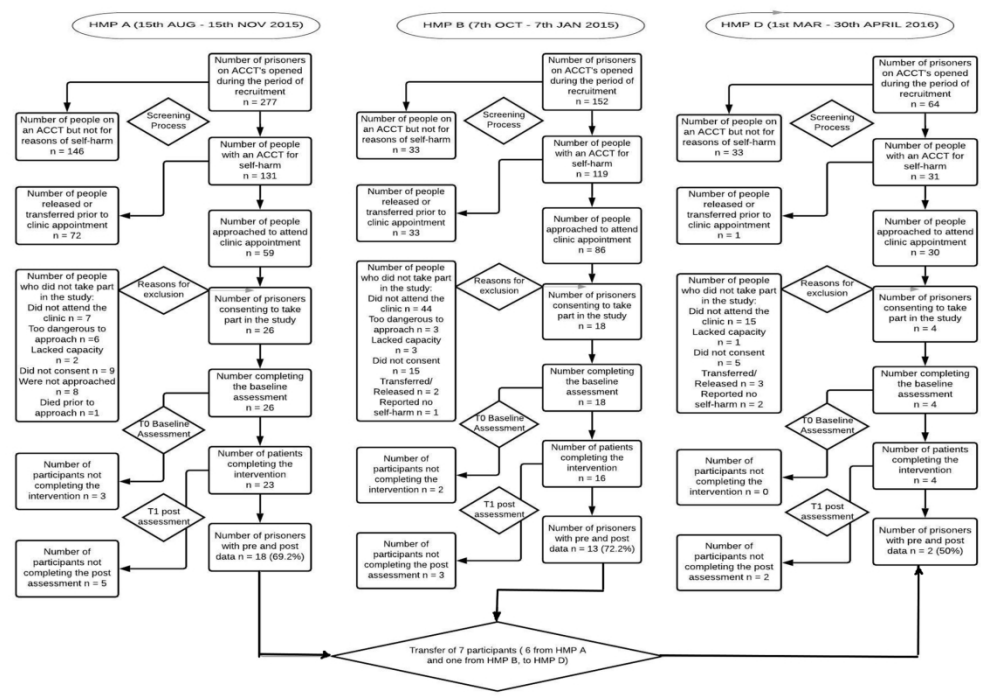 HMP A (15th AUG - 15th NOV 2015)
Number of prisoners
on ACCT's opened
during the period of
recruitment
n = 277
Screening
Process
Number of people on
an ACCT but not for
reasons of self-harm
n = 146
Number of people
with an ACCT for
self-harm
n = 131
Number of people
released or
transferred prior to
clinic appointment
n = 72
Number of people
approached to attend
clinic appointment
n = 59
Number of people
who did not take part
in the study:
Did not attend the
clinic n = 7
Too dangerous to
approach n =6
Lacked capacity
n = 2
Did not consent n = 9
Were not approached
n = 8
Died prior to
approach n =1
Reasons for
exclusion
Number of prisoners
consenting to take
part in the study
n = 26
Number completing
the baseline
assessment
n = 26
T0 Baseline
Assessment
Number of
participants not
completing the
intervention n = 3
Number of patients
completing the
intervention
n = 23
T1 post
assessment
Number of prisoners
with pre and post
data n = 18 (69.2%)
Number of
participants not
completing the post
assessment n = 5
HMP B (7th OCT - 7th JAN 2015)
Number of prisoners
on ACCT's opened
during the period of
recruitment
n = 152
Screening
Process
Number of people on
an ACCT but not for
reasons of self-harm
n = 33
Number of people
with an ACCT for
self-harm
n = 119
Number of people
released or
transferred prior to
clinic appointment
n = 33
Number of people
approached to attend
clinic appointment
n = 86
Number of people
who did not take part
in the study:
Did not attend the
clinic n = 44
Too dangerous to
approach n = 3
Lacked capacity
n = 3
Did not consent
n = 15
Transferred/
Released n = 2
Reported no
self-harm n = 1
Reasons for
exclusion
Number of prisoners
consenting to take
part in the study
n = 18
Number completing
the baseline
assessment
n = 18
T0 Baseline
Assessment
Number of
participants not
completing the
intervention n = 2
Number of patients
completing the
intervention
n = 16
T1 post
assessment
Number of prisoners
with pre and post
data n = 13 (72.2%)
Number of
participants not
completing the post
assessment n = 3
HMP D (1st MAR - 30th APRIL 2016)
Number of prisoners
on ACCT's opened
during the period of
recruitment
n = 64
Screening
Process
Number of people on
an ACCT but not for
reasons of self-harm
n = 33
Number of people
with an ACCT for
self-harm
n = 31
Number of people
released or
transferred prior to
clinic appointment
n = 1
Number of people
approached to attend
clinic appointment
n = 30
Number of people
who did not take part
in the study:
Did not attend the
clinic n = 15
Lacked capacity
n = 1
Did not consent
n = 5
Transferred/
Released n = 3
Reported no
self-harm n = 2
Reasons for
exclusion
Number of prisoners
consenting to take
part in the study
n = 4
Number completing
the baseline
assessment
n = 4
T0 Baseline
Assessment
Number of
participants not
completing the
intervention n = 0
Number of patients
completing the
intervention
n = 4
T1 post
assessment
Number of prisoners
with pre and post
data n = 2 (50%)
Number of
participants not
completing the post
assessment n = 2
Transfer of 7 participants ( 6 from HMP A
and one from HMP B, to HMP D)